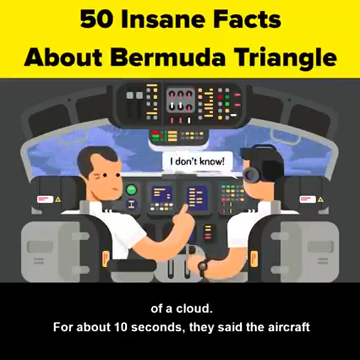 50 Insane Facts
About Bermuda Triangle
I don't know!
of a cloud.
For about 10 seconds, they said the aircraft